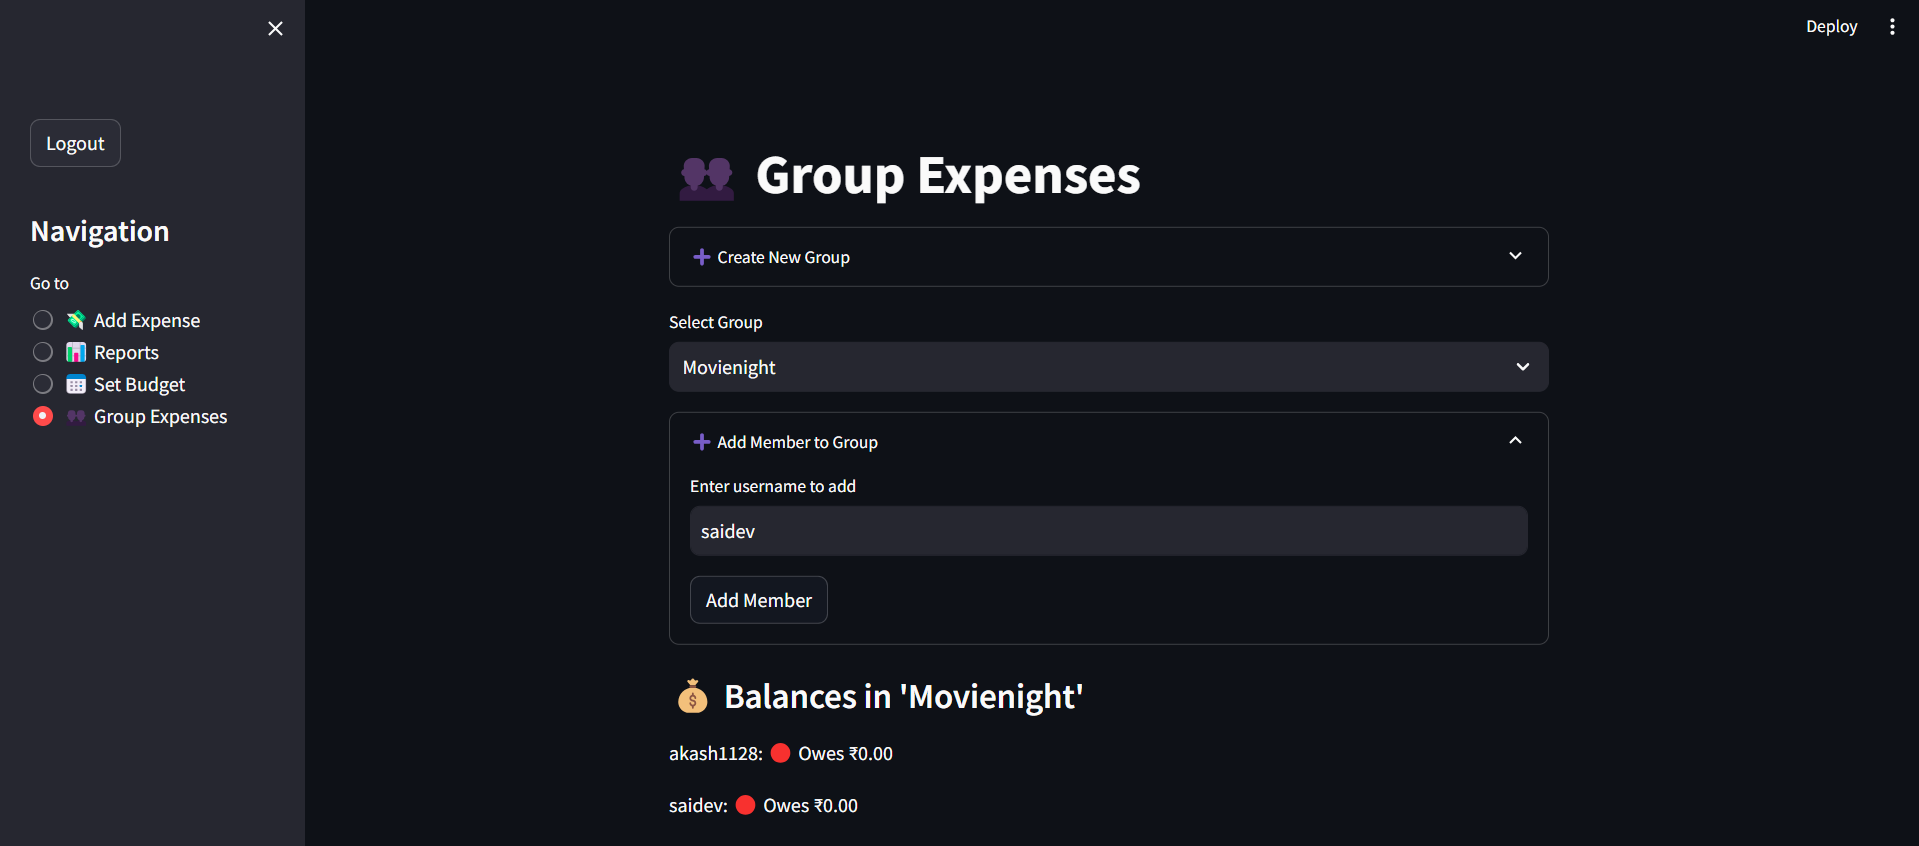 Deploy
Logout
Navigation
Go to
Add Expense
Reports
Set Budget
Group Expenses
Group Expenses
Create New Group
Select Group
Movienight
Add Member to Group
Enter username to add
saidev
Add Member
Balances in 'Movienight'
akash1128: 🔴 Owes ₹0.00
saidev: 🔴 Owes ₹0.00